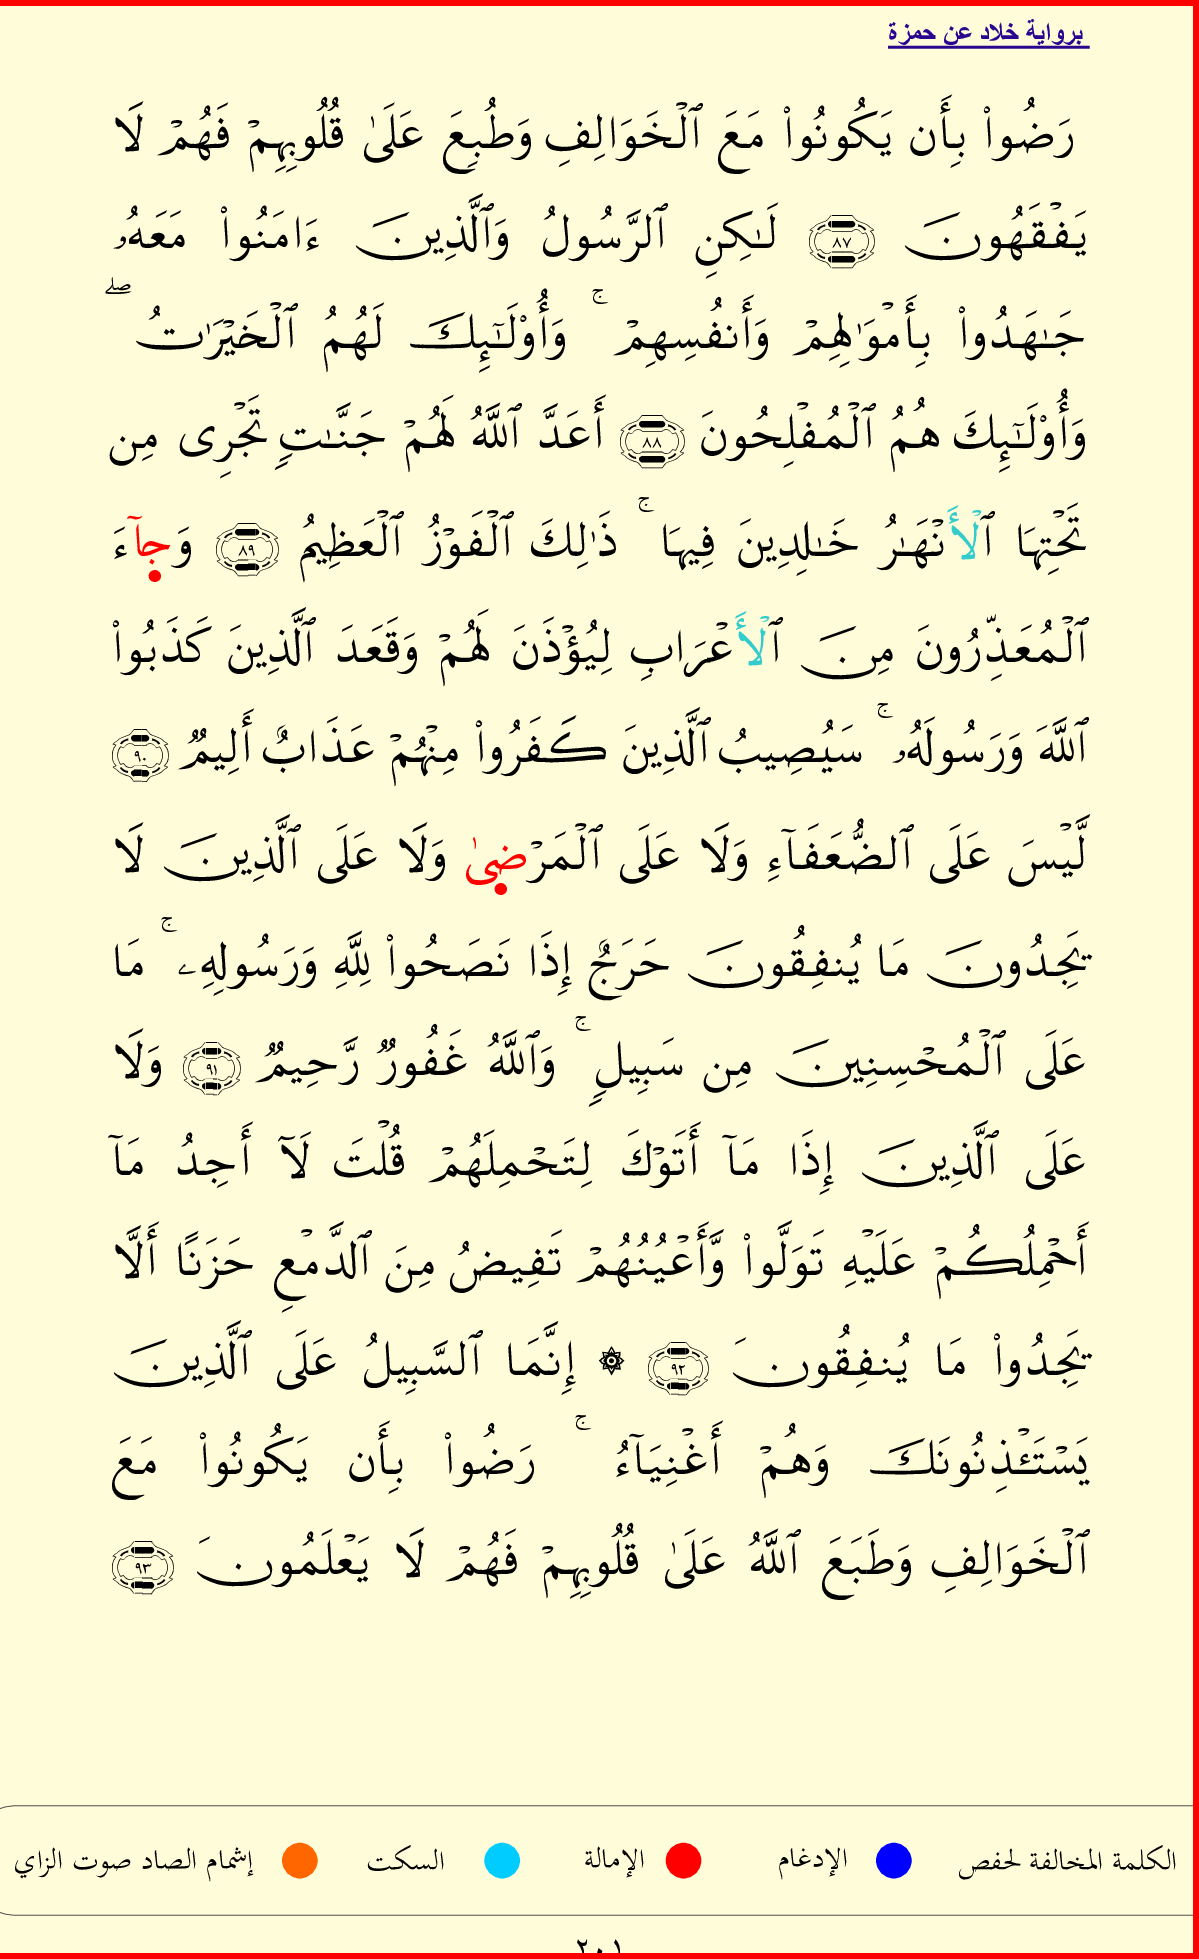 برواية خلاد عن حمزة
رَضُواْ بِأَن يَكُونُواْ مَعَ ٱلْخَوَالِفِ وَطُبِعَ عَلَىٰ قُلُوبِهِمْ فَهُمْ لَا
يَفْقَهُونَ ٨٧ لَٰكِنِ ٱلرَّسُولُ وَٱلَّذِينَ ءَامَنُواْ مَعَهُۥ
جَٰهَدُواْ بِأَمْوَٰلِهِمْ وَأَنفُسِهِمْ ۚ وَأُوْلَٰٓئِكَ لَهُمُ ٱلْخَيْرَٰتُ ۖ
وَأُوْلَٰٓئِكَ هُمُ ٱلْمُفْلِحُونَ ٨٨ أَعَدَّ ٱللَّهُ لَهُمْ جَنَّٰتٍ تَجْرِى مِن
تَحْتِهَا ٱلْأَنْهَٰرُ خَٰلِدِينَ فِيهَا ۚ ذَٰلِكَ ٱلْفَوْزُ ٱلْعَظِيمُ ٨٩ وَجَآءَ
ٱلْمُعَذِّرُونَ مِنَ ٱلْأَعْرَابِ لِيُؤْذَنَ لَهُمْ وَقَعَدَ ٱلَّذِينَ كَذَبُواْ
ٱللَّهَ وَرَسُولَهُۥ ۚ سَيُصِيبُ ٱلَّذِينَ كَفَرُواْ مِنْهُمْ عَذَابٌ أَلِيمٌ ٩٠
لَّيْسَ عَلَى ٱلضُّعَفَآءِ وَلَا عَلَى ٱلْمَرْضِىٰ وَلَا عَلَى ٱلَّذِينَ لَا
يَجِدُونَ مَا يُنفِقُونَ حَرَجٌ إِذَا نَصَحُواْ لِلَّهِ وَرَسُولِهِۦ ۚ مَا
عَلَى ٱلْمُحْسِنِينَ مِن سَبِيلٍ ۚ وَٱللَّهُ غَفُورٌ رَّحِيمٌ ٩١ وَلَا
عَلَى ٱلَّذِينَ إِذَا مَآ أَتَوْكَ لِتَحْمِلَهُمْ قُلْتَ لَآ أَجِدُ مَآ
أَحْمِلُكُمْ عَلَيْهِ تَوَلَّواْ وَّأَعْيُنُهُمْ تَفِيضُ مِنَ ٱلدَّمْعِ حَزَنًا أَلَّا
يَجِدُواْ مَا يُنفِقُونَ ٩٢ ۞ إِنَّمَا ٱلسَّبِيلُ عَلَى ٱلَّذِينَ
يَسْتَـْٔذِنُونَكَ وَهُمْ أَغْنِيَآءُ ۚ رَضُواْ بِأَن يَكُونُواْ مَعَ
ٱلْخَوَالِفِ وَطَبَعَ ٱللَّهُ عَلَىٰ قُلُوبِهِمْ فَهُمْ لَا يَعْلَمُونَ ٩٣
الكلمة المخالفة لحفص الإدغام الإمالة السكت إشمام الصاد صوت الزاي
٢٠١